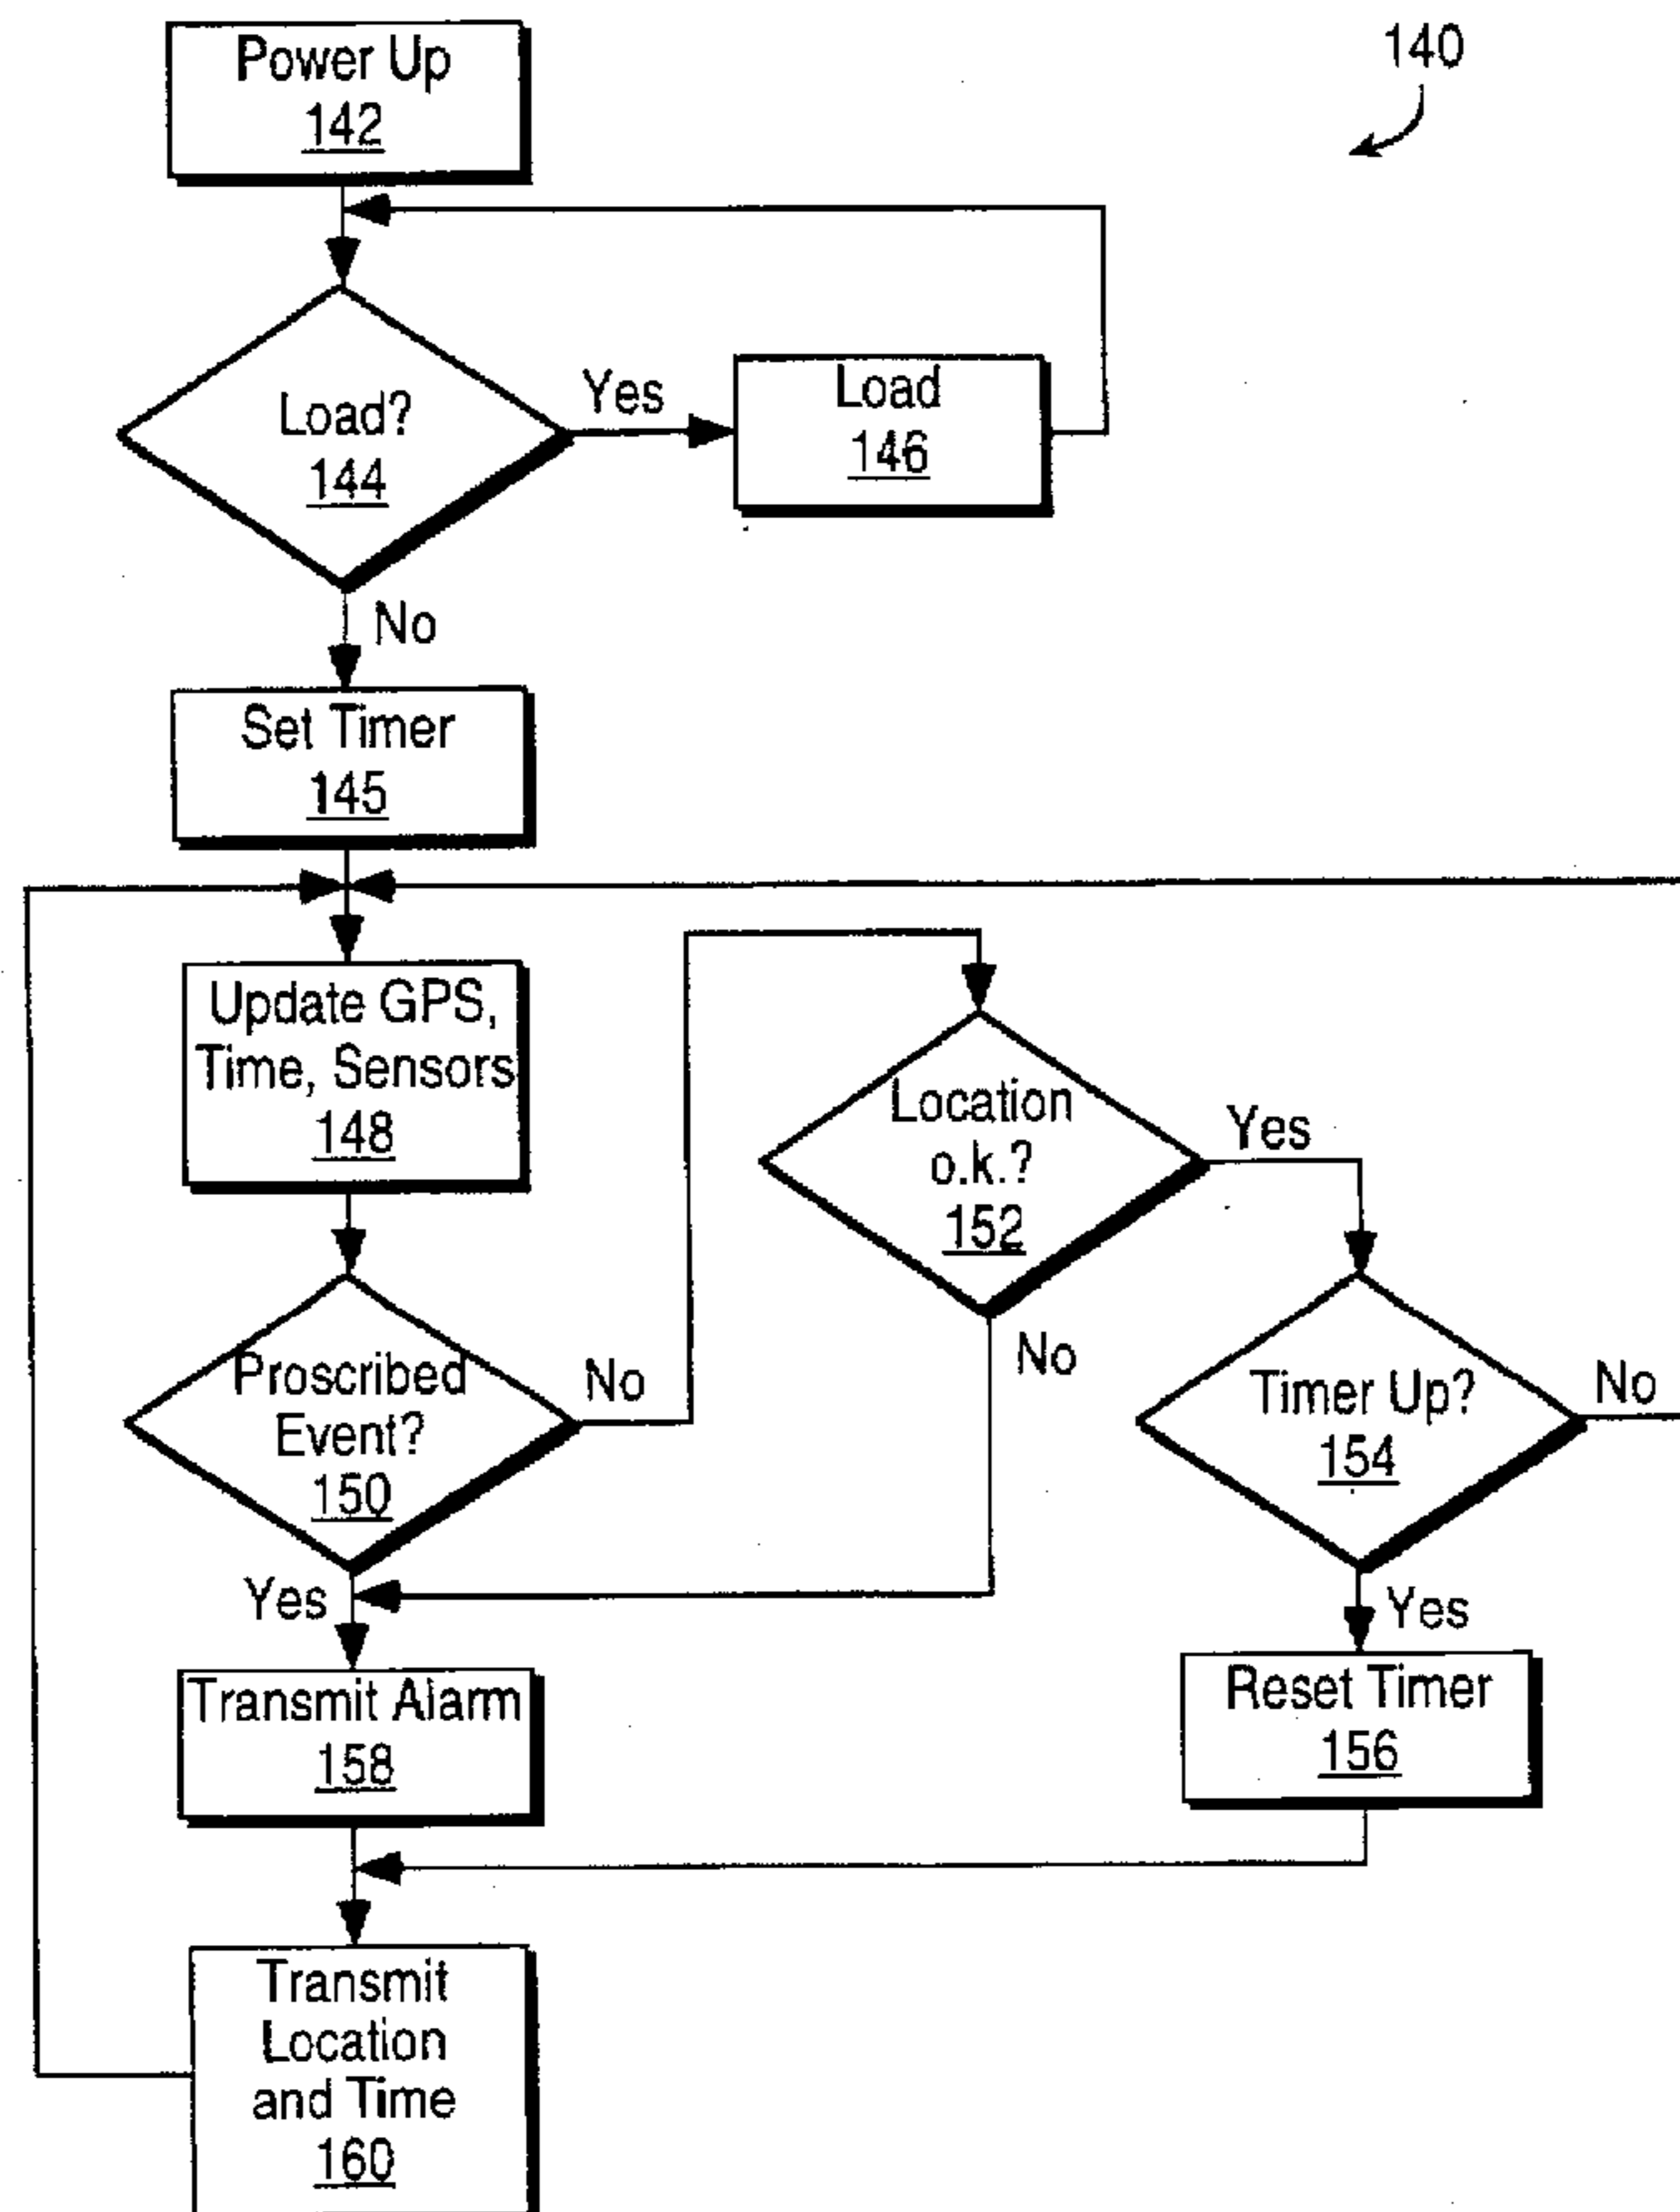 Power Up
142
140
Load?
144
Yes
Load
146
No
Set Timer
145
Update GPS,
Time, Sensors
148
Location
o.k.?
152
Yes
No
Proscribed
Event?
150
No
Yes
Timer Up?
154
No
Yes
Transmit Alarm
158
Reset Timer
156
Transmit
Location
and Time
160